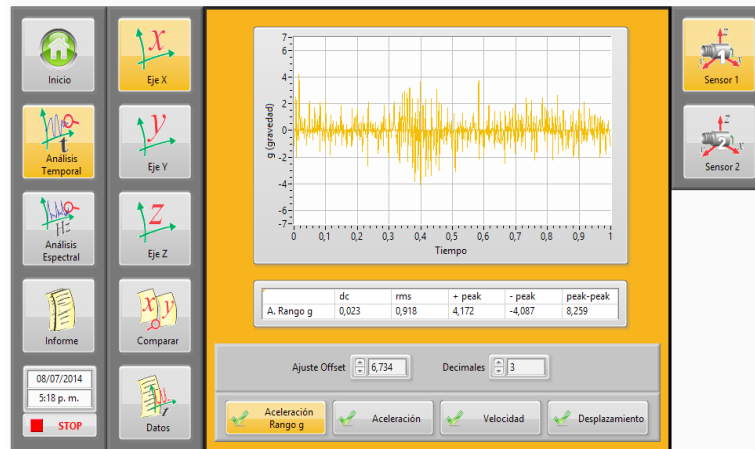 Inicio
Análisis
Temporal
t
Análisis
Espectral
Hz
Informe
08/07/2014
5:18 p. m.
STOP
x
Eje X
y
Eje Y
z
Eje Z
x y
Comparar
Datos
g (gravedad)
7
6
4
2
0
-2
-4
-6
-7
0 0,1 0,2 0,3 0,4 0,5 0,6 0,7 0,8 0,9 1
Tiempo
dc rms + peak - peak peak-peak
A. Rango g 0,023 0,918 4,172 -4,087 8,259
Ajuste Offset 6,734 Decimales 3
Aceleración
Rango g
Aceleración
Velocidad
Desplazamiento
z
1
x
Sensor 1
z
2
x
Sensor 2